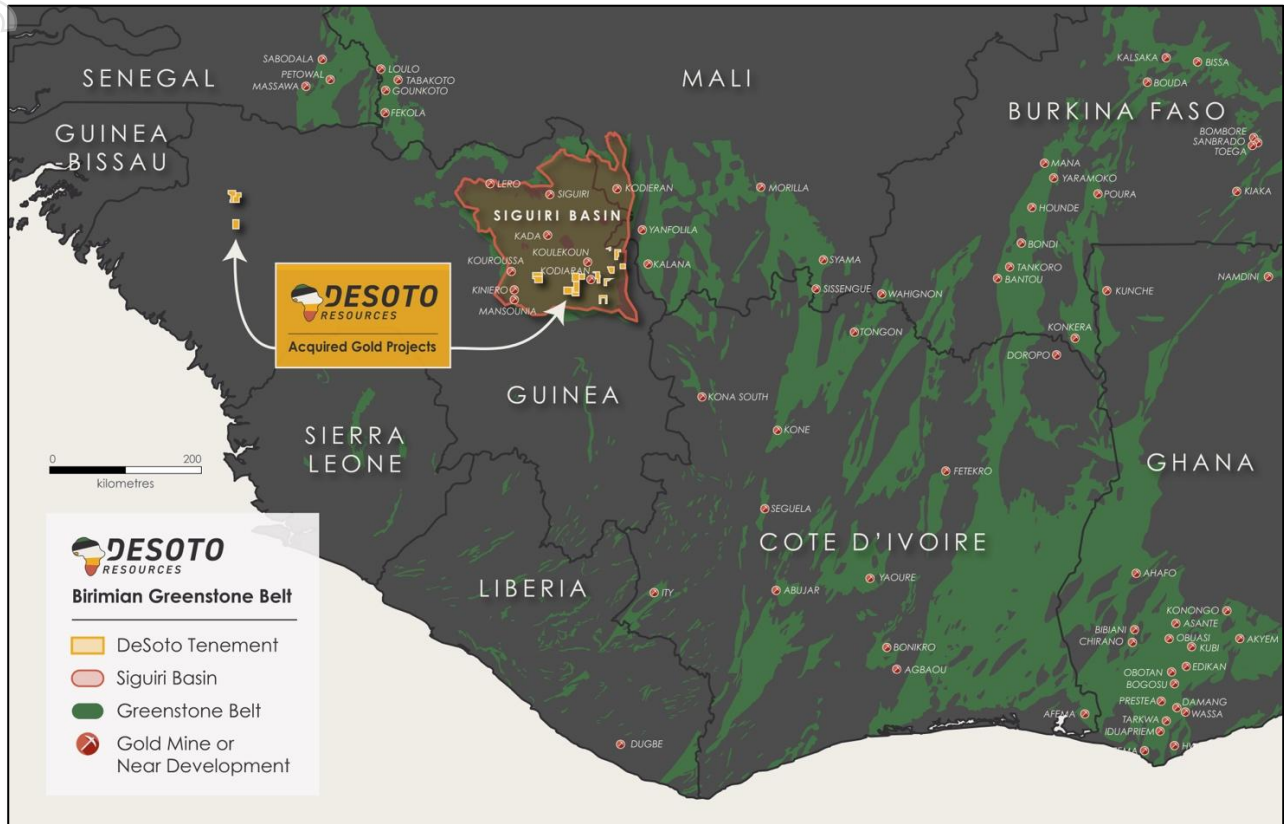 SABODALA
PETOWAL
MASSAWA
LOULO
TABAKOTO
GOUNKOTO
FEKOLA
SENEGAL
MALI
KALSAKA
BISSA
BOUDA
BURKINA FASO
GUINEA
-BISSAU
BOMBORE
SANBRADO
TOEGA
MANA
YARAMOKO
POURA
KIAKA
HOUNDE
LERO
SIGUIRI
KODIERAN
MORILLA
SIGUIRI BASIN
KADA
YANFOLILA
BONDI
KOUROUSSA
KOULEKOUN
KODIARAN
KALANA
SYAMA
TANKORO
BANTOU
NAMDINI
KINIERO
MANSOUNIA
SISSENGUE
WAHIGNON
KUNCHE
DESOTO
RESOURCES
Acquired Gold Projects
TONGON
KONKERA
DOROPO
GUINEA
KONA SOUTH
SIERRA
LEONE
KONE
0 200
kilometres
FETEKRO
GHANA
SEGUELA
COTE D'IVOIRE
LIBERIA
ITY
ABUJAR
YAOURE
AHAFO
KONONGO
ASANTE
BIBIANI
CHIRANO
OBUASI
KUBI
AKYEM
BONIKRO
AGBAOU
EDIKAN
OBOTAN
BOGOSU
PRESTEA
DAMANG
WASSA
AFEMA
TARKWA
IDUAPRIEM
DUGBE
DESOTO
RESOURCES
Birimian Greenstone Belt
DeSoto Tenement
Siguiri Basin
Greenstone Belt
Gold Mine or
Near Development